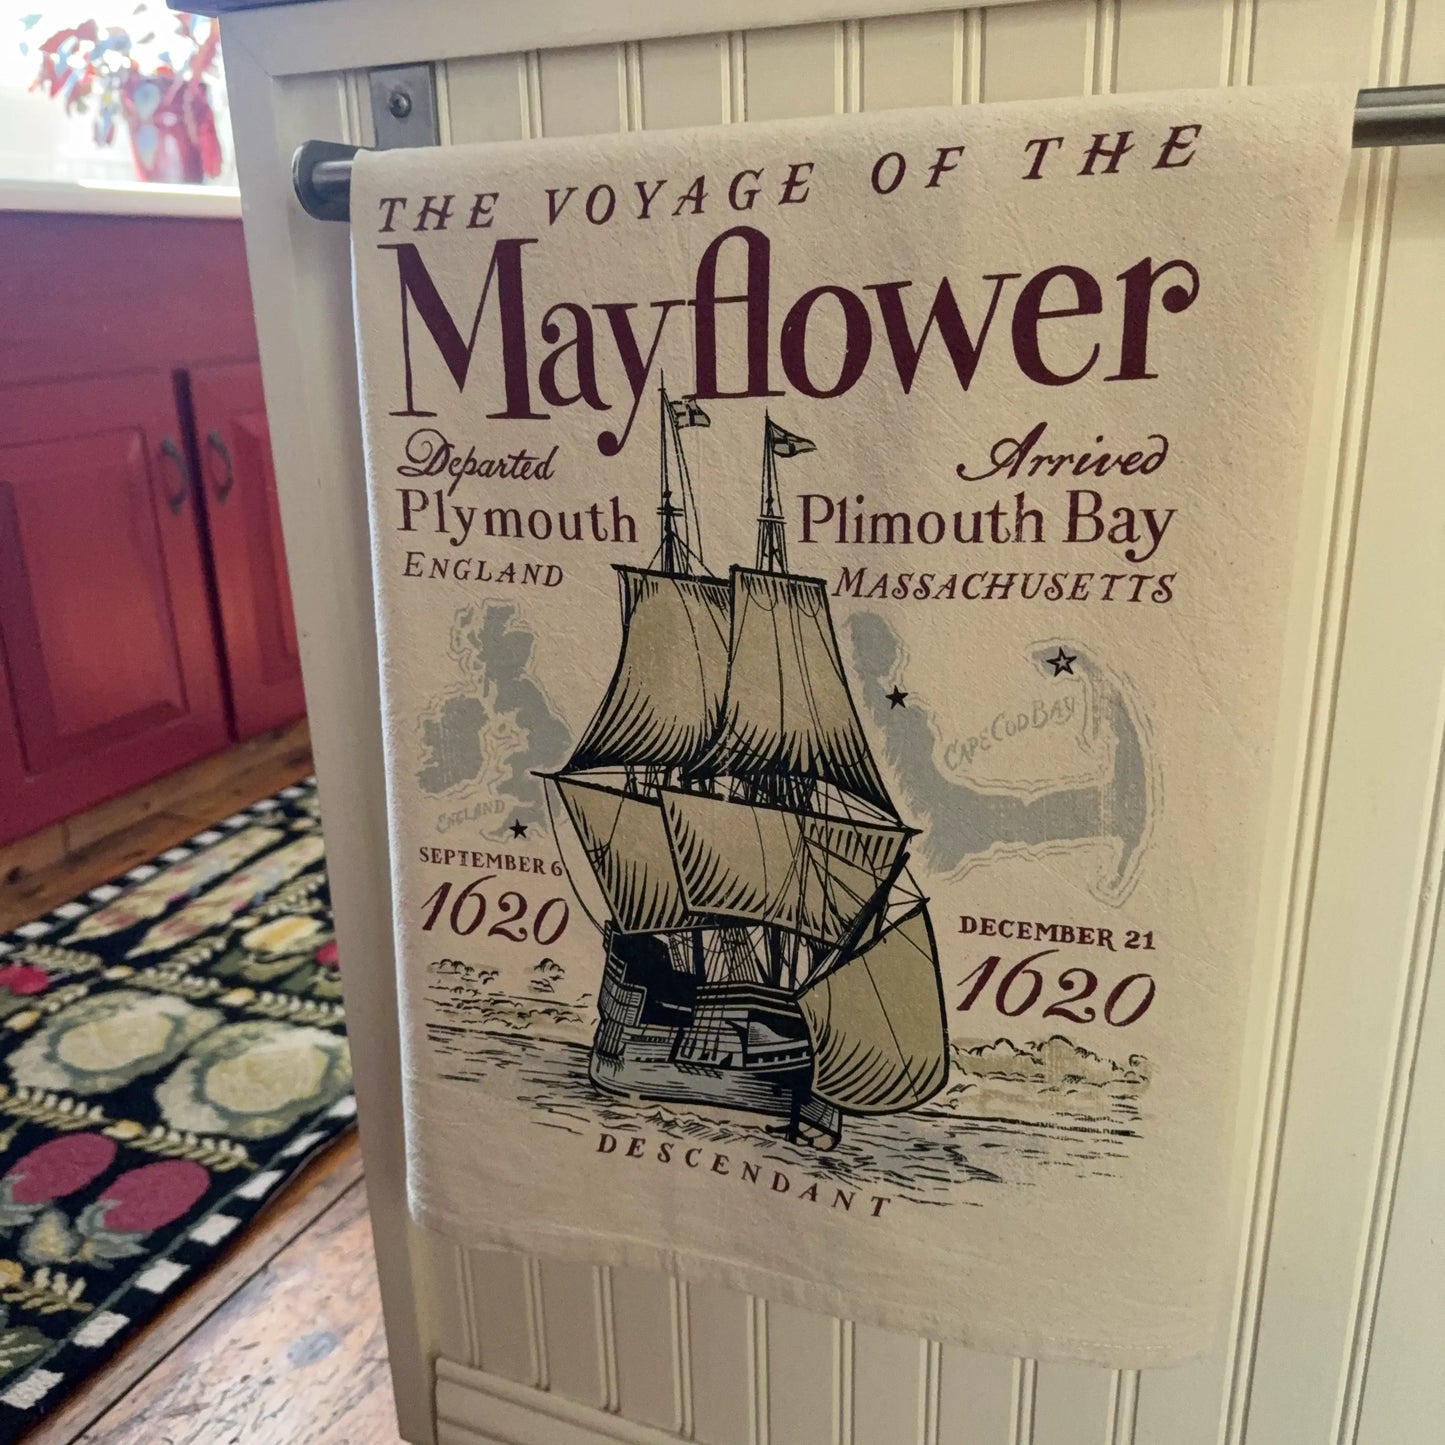 THE VOYAGE OF THE
Mayflower
Departed
Plymouth
ENGLAND
Arrived
Plimouth Bay
MASSACHUSETTS
CAPE COD BAY
ENGLAND
SEPTEMBER 6
1620
DECEMBER 21
1620
DESCENDANT